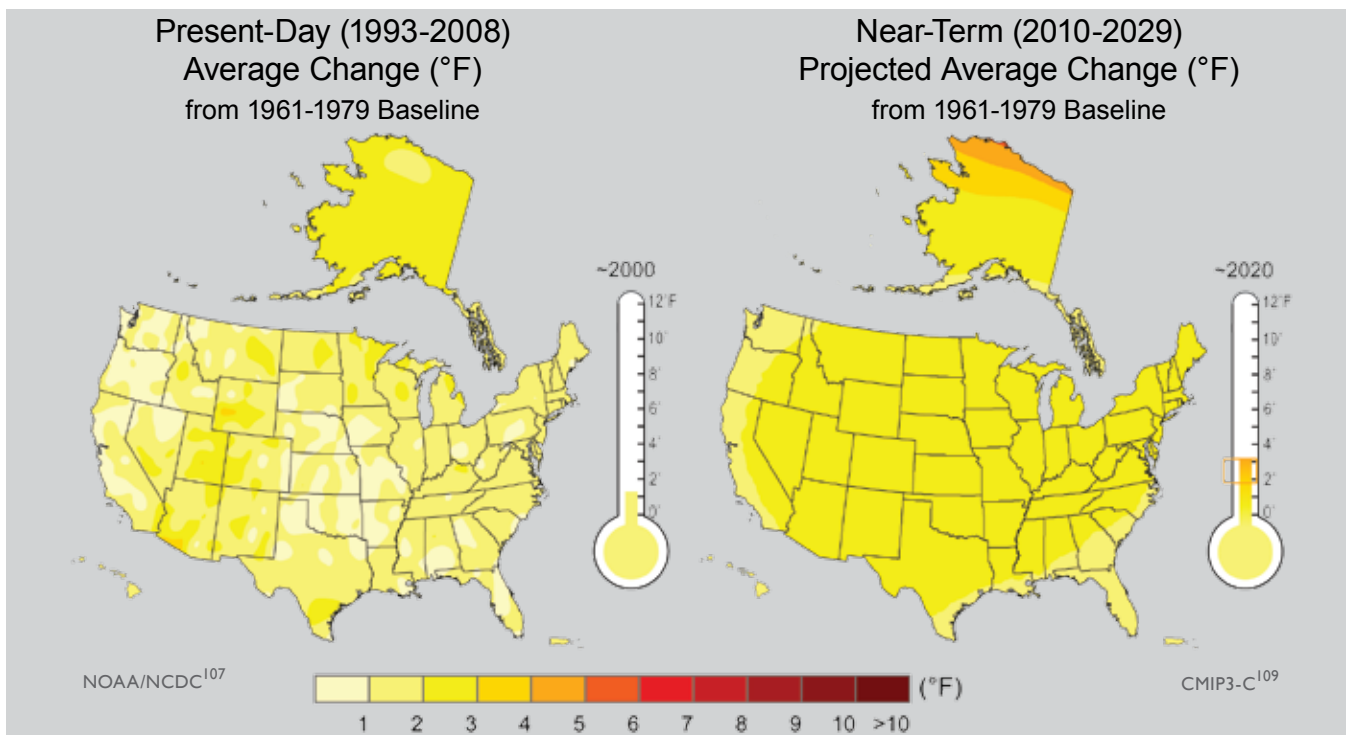 Present-Day (1993-2008)
Average Change (°F)
from 1961-1979 Baseline
Near-Term (2010-2029)
Projected Average Change (°F)
from 1961-1979 Baseline
~2000
12°F
10°
8°
6°
4°
2°
0°
~2020
12°F
10°
8°
6°
4°
2°
0°
NOAA/NCDC107
CMIP3-C109
(°F)
1 2 3 4 5 6 7 8 9 10 >10